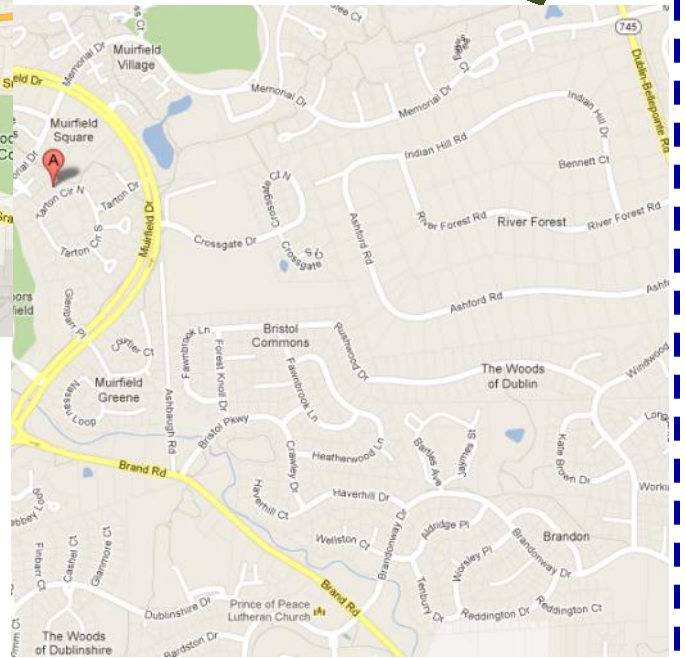 745
Muirfield
Village
Memorial Dr
Memorial Dr
Memorial Dr
Dublin-Bellepointe Rd
Indian Hill Dr
Indian Hill Rd
Bennett Ct
Muirfield
Square
A
Tarton Dr
Tarton Cir S
Muirfield Dr
Crossgate Dr
Crossgate
Ct N
Crossgate
Ashford Rd
River Forest Rd
River Forest
River Forest Rd
Ashford Rd
Glenbarr Pl
Courtier Ct
Fawnbrook Ln
Forest Knoll Dr
Bristol
Commons
Rushwood Dr
Fawnbrook Ln
The Woods
of Dublin
Windwood
Muirfield
Greene
Nassau Loop
Ashbaugh Rd
Bristol Pkwy
Crawley Dr
Heatherwood Ln
Bartles Ave
Jaymes St
Kate Brown Dr
Brand Rd
Haverhill Ct
Haverhill Dr
Wellston Ct
Brandonway Dr
Aldridge Pl
Worsley Pl
Brandon
Brandonway Dr
Tenbury Dr
Reddington Dr
Reddington Ct
Finbarr Ct
Cashel Ct
Glanmore Ct
Dublinshire Dr
Prince of Peace
Lutheran Church
Brand Rd
Bardston Dr
The Woods
of Dublinshire